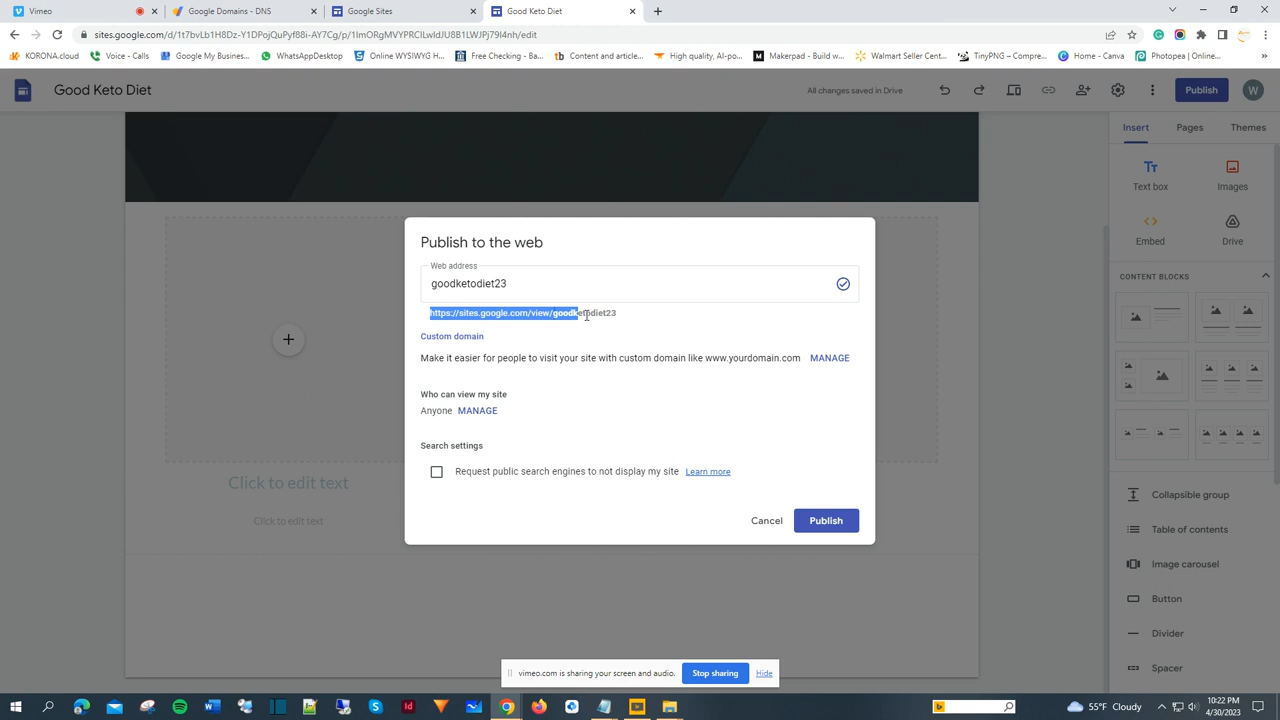 Vimeo
Google Domains - DNS
Google Sites
Good Keto Diet
sites.google.com/d/1t7bvLb1H8Dz-Y1DPojQuPyf8Siabi-AY7Cg/p/1ImORgMVYPRCILwIdJU8B1LWJPj79I4nh/edit
KORONA.cloud
Voice - Calls
Google My Busines...
WhatsAppDesktop
Online WYSIWYG H...
Free Checking - Ba...
Content and article...
High quality, AI-po...
Makerpad - Build w...
Walmart Seller Cent...
TinyPNG – Compre...
Home - Canva
Photopea | Online...
Good Keto Diet
All changes saved in Drive
Publish
W
Insert
Pages
Themes
Text box
Images
Embed
Drive
CONTENT BLOCKS
Collapsible group
Table of contents
Image carousel
Button
Divider
Spacer
Click to edit text
Click to edit text
Publish to the web
Web address
goodketodiet23
https://sites.google.com/view/goodketodiet23
Custom domain
Make it easier for people to visit your site with custom domain like www.yourdomain.com MANAGE
Who can view my site
Anyone MANAGE
Search settings
Request public search engines to not display my site Learn more
Cancel
Publish
vimeo.com is sharing your screen and audio.
Stop sharing
Hide
55°F Cloudy
10:22 PM
4/30/2023